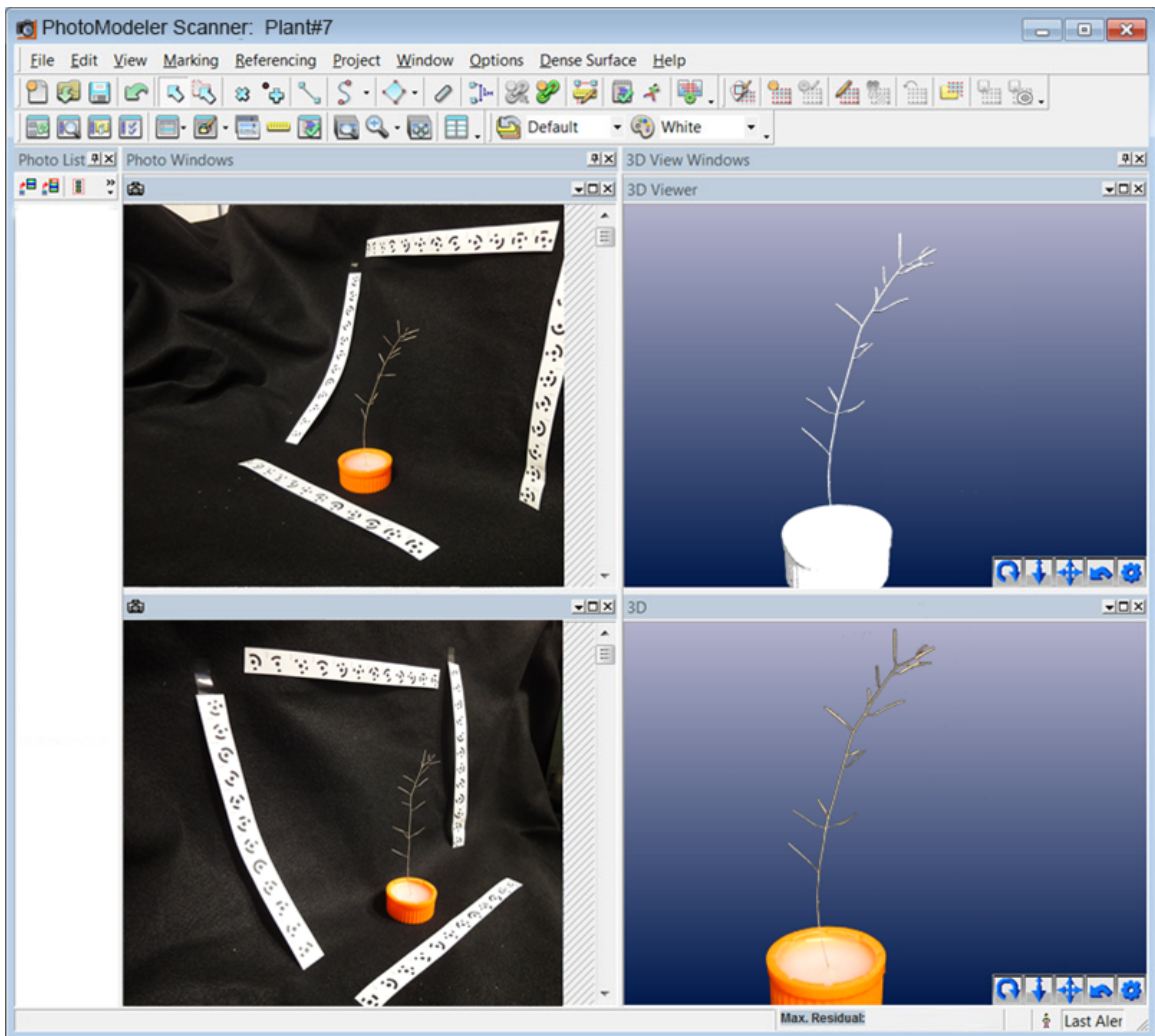 PhotoModeler Scanner: Plant#7
File Edit View Marking Referencing Project Window Options Dense Surface Help
Default White
Photo List Photo Windows 3D View Windows
3D Viewer
3D
Max. Residual: Last Aler